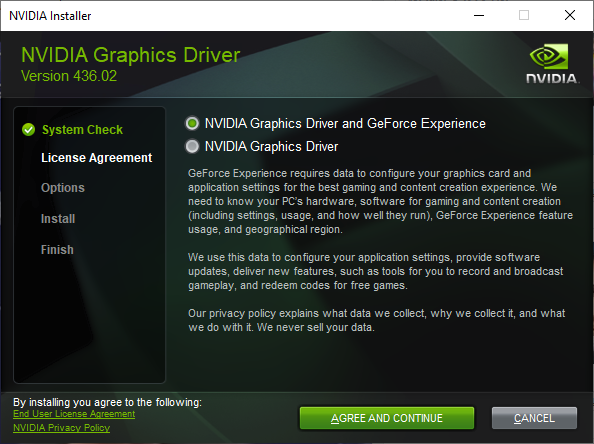 NVIDIA Installer
NVIDIA Graphics Driver
Version 436.02
NVIDIA.
System Check
License Agreement
Options
Install
Finish
NVIDIA Graphics Driver and GeForce Experience
NVIDIA Graphics Driver
GeForce Experience requires data to configure your graphics card and
application settings for the best gaming and content creation experience. We
need to know your PC's hardware, software for gaming and content creation
(including settings, usage, and how well they run), GeForce Experience feature
usage, and geographical region.
We use this data to configure your application settings, provide software
updates, deliver new features, such as tools for you to record and broadcast
gameplay, and redeem codes for free games.
Our privacy policy explains what data we collect, why we collect it, and what
we do with it. We never sell your data.
By installing you agree to the following:
End User License Agreement
NVIDIA Privacy Policy
AGREE AND CONTINUE
CANCEL